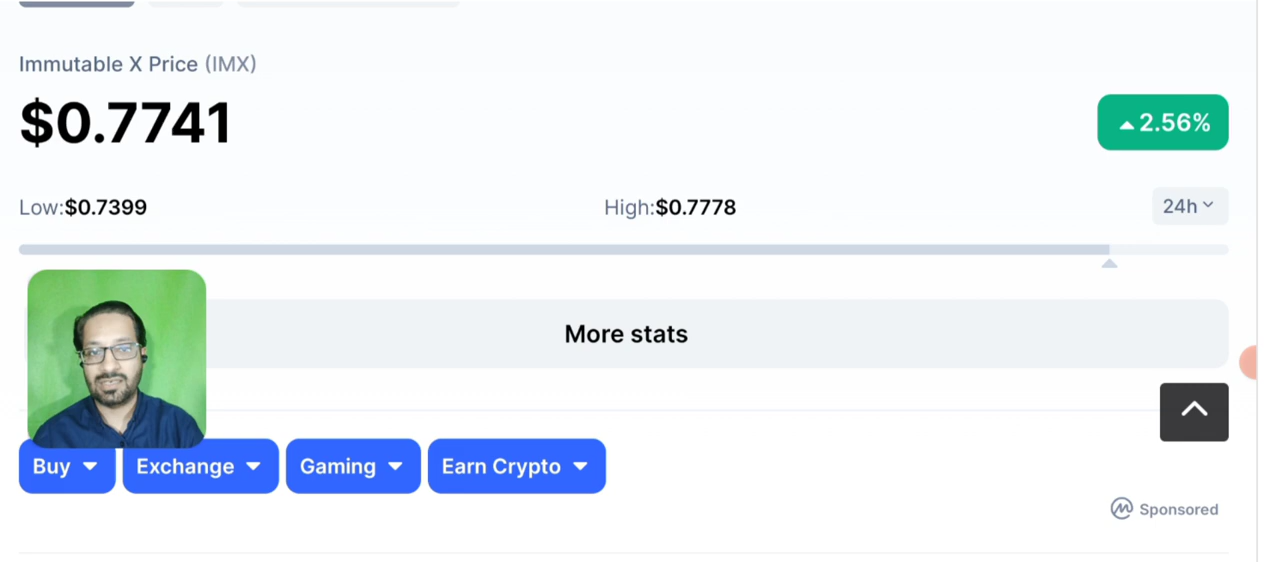 Immutable X Price (IMX)
$0.7741
2.56%
Low:$0.7399
High:$0.7778
24h
More stats
Buy
Exchange
Gaming
Earn Crypto
Sponsored